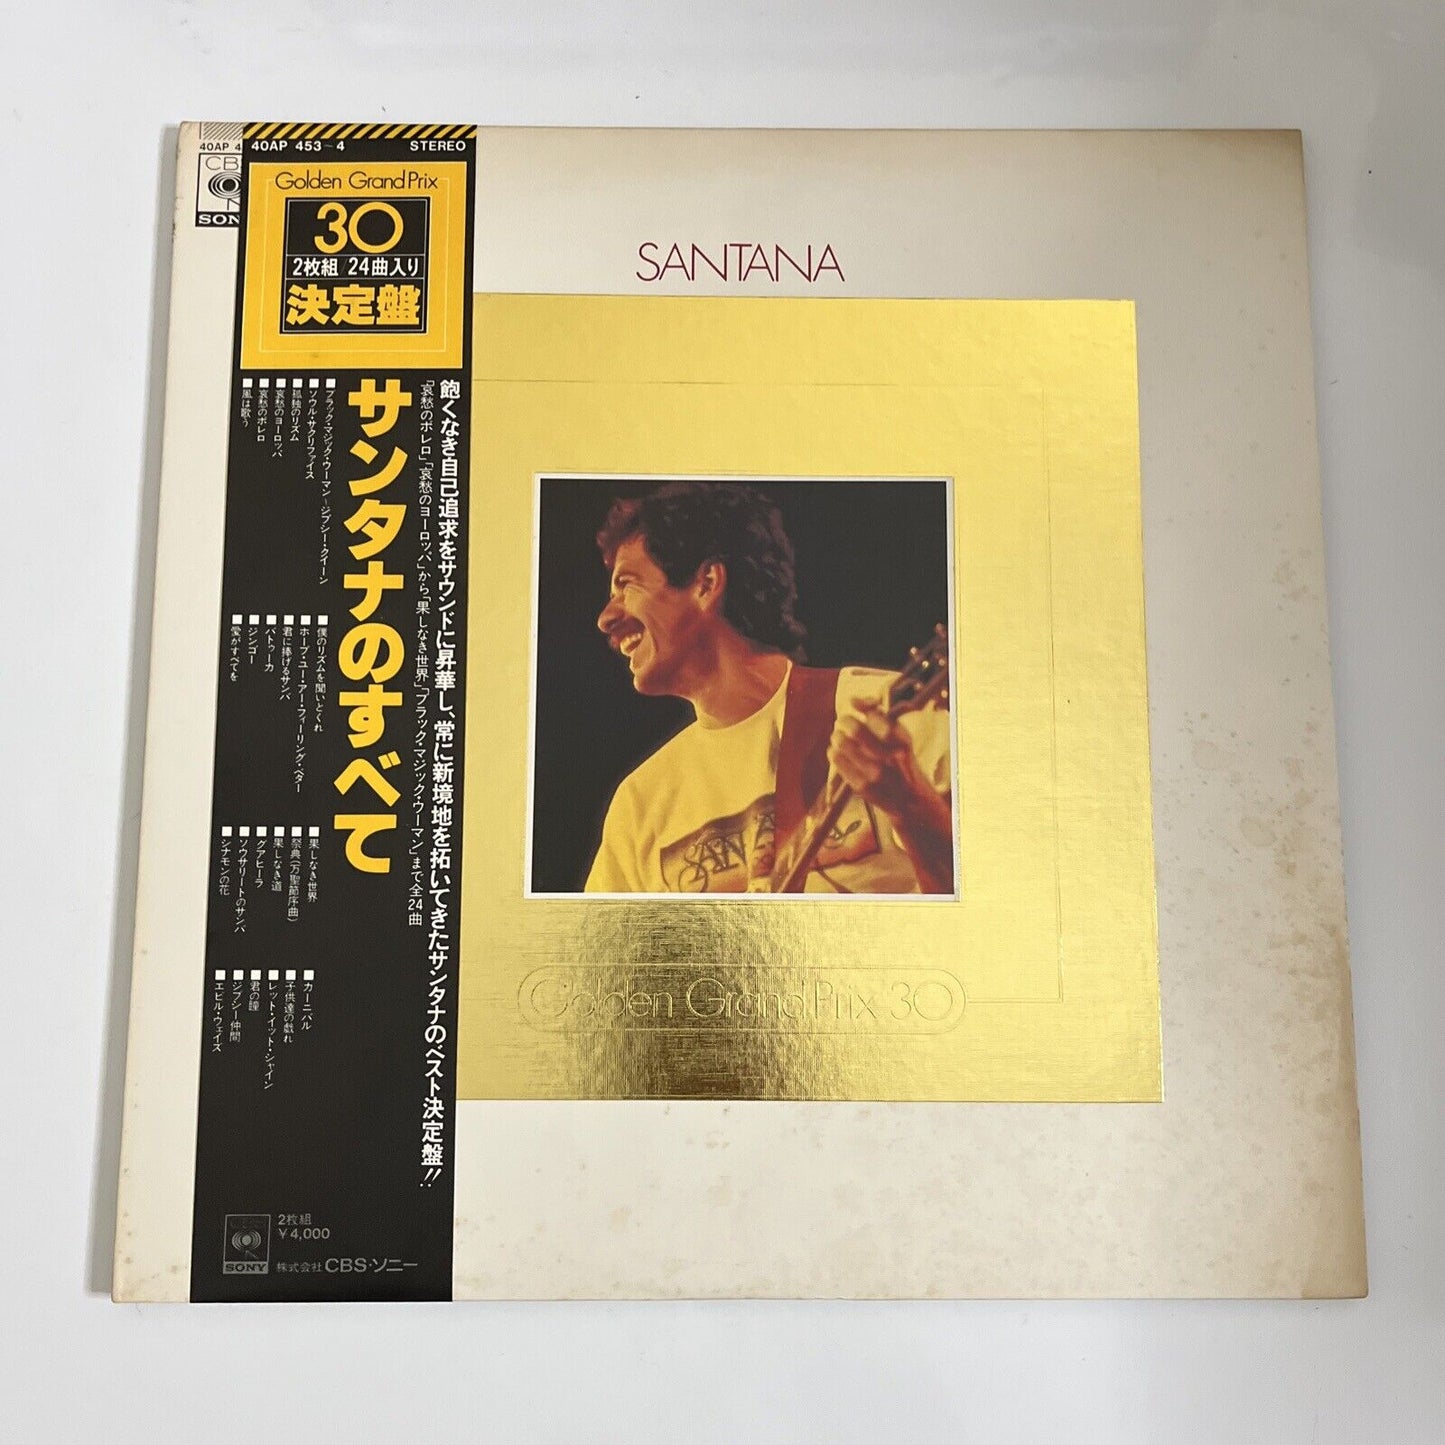 40AP 4
CBS
SONY
40AP 453~4 STEREO
Golden Grand Prix
30
2枚組/24曲入り
決定盤
飽くなき自己追求をサウンドに昇華し、常に新境地を拓いてきたサンタナのベスト決定盤!!
「哀愁のボレロ」「哀愁のヨーロッパ」から「果しなき世界」「ブラック・マジック・ウーマン」まで全24曲
サンタナのすべて
■ブラック・マジック・ウーマン~ジプシー・クイーン
■ソウル・サクリファイス
■孤独のリズム
■哀愁のヨーロッパ
■哀愁のボレロ
■風は歌う
■僕のリズムを聞いとくれ
■ホープ・ユー・アー・フィーリング・ベター
■君に捧げるサンバ
■バトゥーカ
■ジンゴー
■愛がすべてを
■果しなき世界
■祭典(万聖節序曲)
■果しなき道
■グアヒーラ
■ソウサリートのサンバ
■シナモンの花
■カーニバル
■子供達の戯れ
■レット・イット・シャイン
■君の瞳
■ジプシー仲間
■エビル・ウェイズ
CBS
SONY
2枚組
¥4,000
株式会社 CBS・ソニー
SANTANA
SANTANA
Golden Grand Prix 30